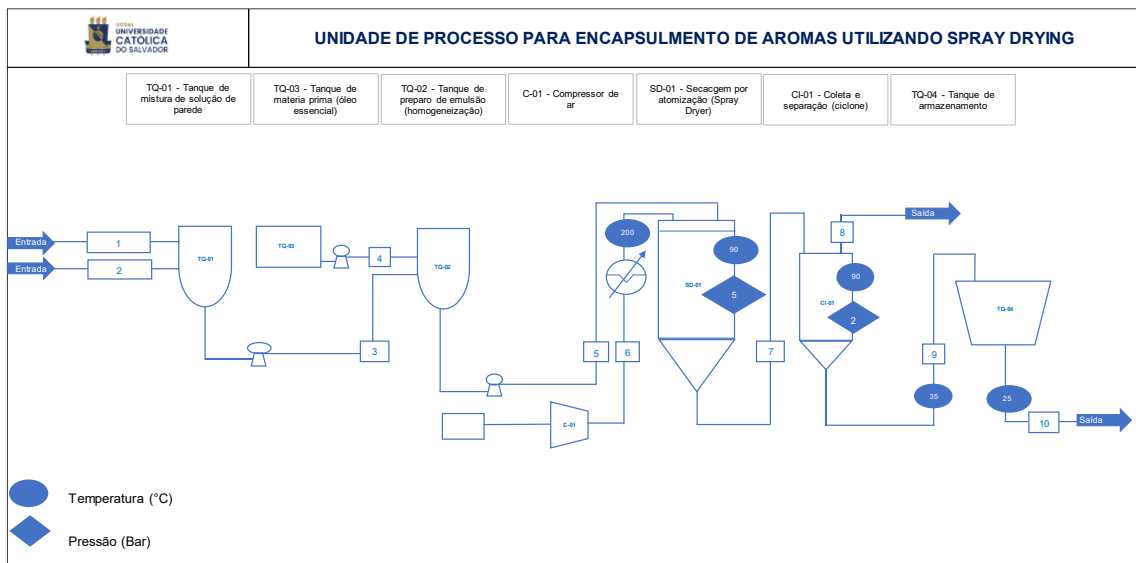 UCSAL
UNIVERSIDADE
CATÓLICA
DO SALVADOR
UNIDADE DE PROCESSO PARA ENCAPSULMENTO DE AROMAS UTILIZANDO SPRAY DRYING
TQ-01 - Tanque de
mistura de solução de
parede
TQ-03 - Tanque de
materia prima (óleo
essencial)
TQ-02 - Tanque de
preparo de emulsão
(homogeneização)
C-01 - Compressor de
ar
SD-01 - Secacgem por
atomização (Spray
Dryer)
CI-01 - Coleta e
separação (ciclone)
TQ-04 - Tanque de
armazenamento
Entrada
1
Entrada
2
TQ-01
TQ-03
4
TQ-02
3
200
90
5
SD-01
5
6
7
Saída
8
90
CI-01
2
TQ-04
9
35
25
10
Saída
C-01
Temperatura (°C)
Pressão (Bar)